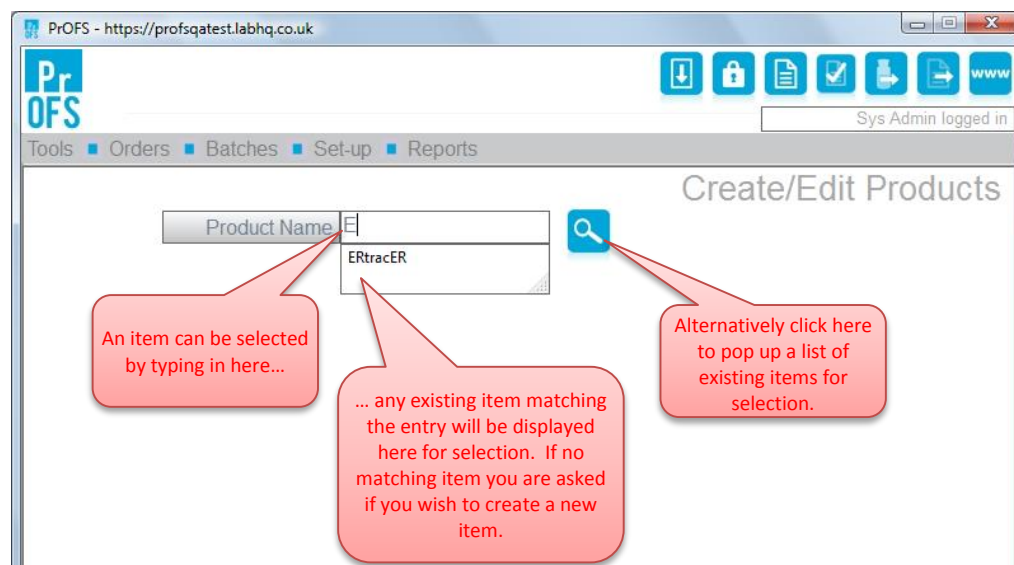 PrOFS - https://profsqatest.labhq.co.uk
Pr
OFS
www
Sys Admin logged in
Tools ■ Orders ■ Batches ■ Set-up ■ Reports
Create/Edit Products
Product Name E
ERtracER
An item can be selected
by typing in here…
… any existing item matching
the entry will be displayed
here for selection. If no
matching item you are asked
if you wish to create a new
item.
Alternatively click here
to pop up a list of
existing items for
selection.